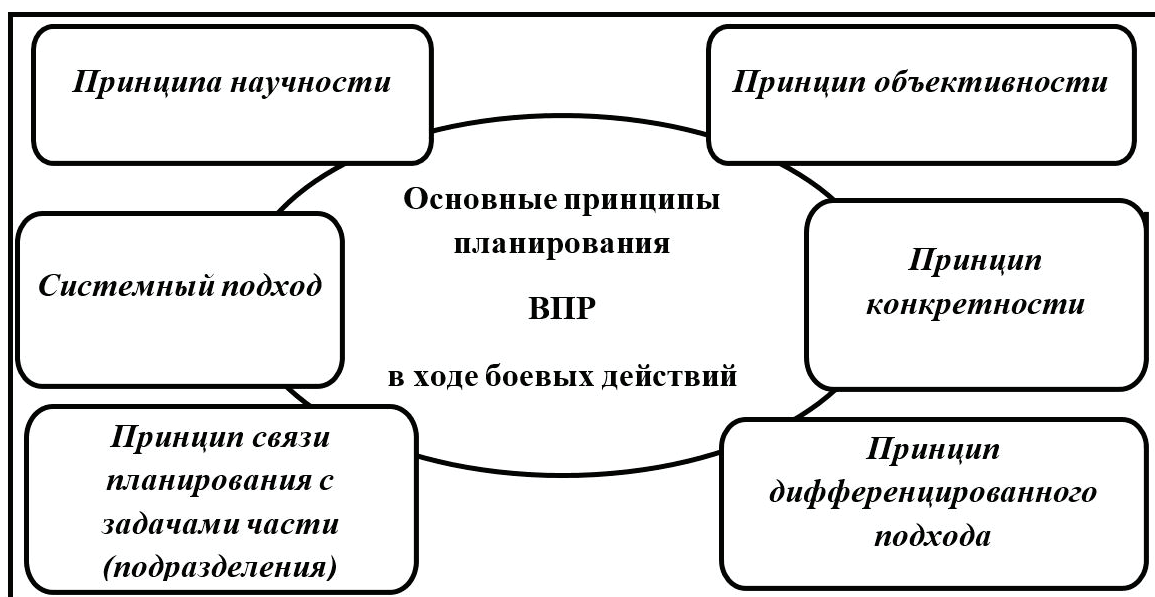 Принципа научности
Принцип объективности
Основные принципы
планирования
ВПР
в ходе боевых действий
Системный подход
Принцип
конкретности
Принцип связи
планирования с
задачами части
(подразделения)
Принцип
дифференцированного
подхода